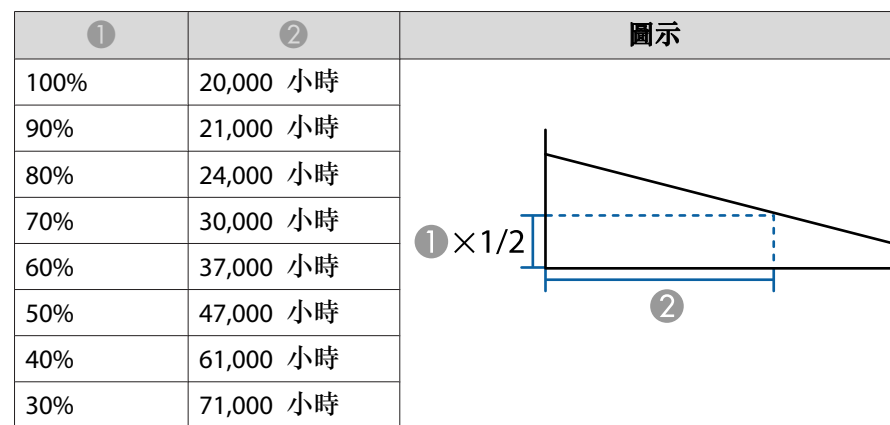 ❶ ❷ 圖示
100% 20,000 小時
90% 21,000 小時
80% 24,000 小時
70% 30,000 小時
60% 37,000 小時
50% 47,000 小時
40% 61,000 小時
30% 71,000 小時
❶×1/2
❷